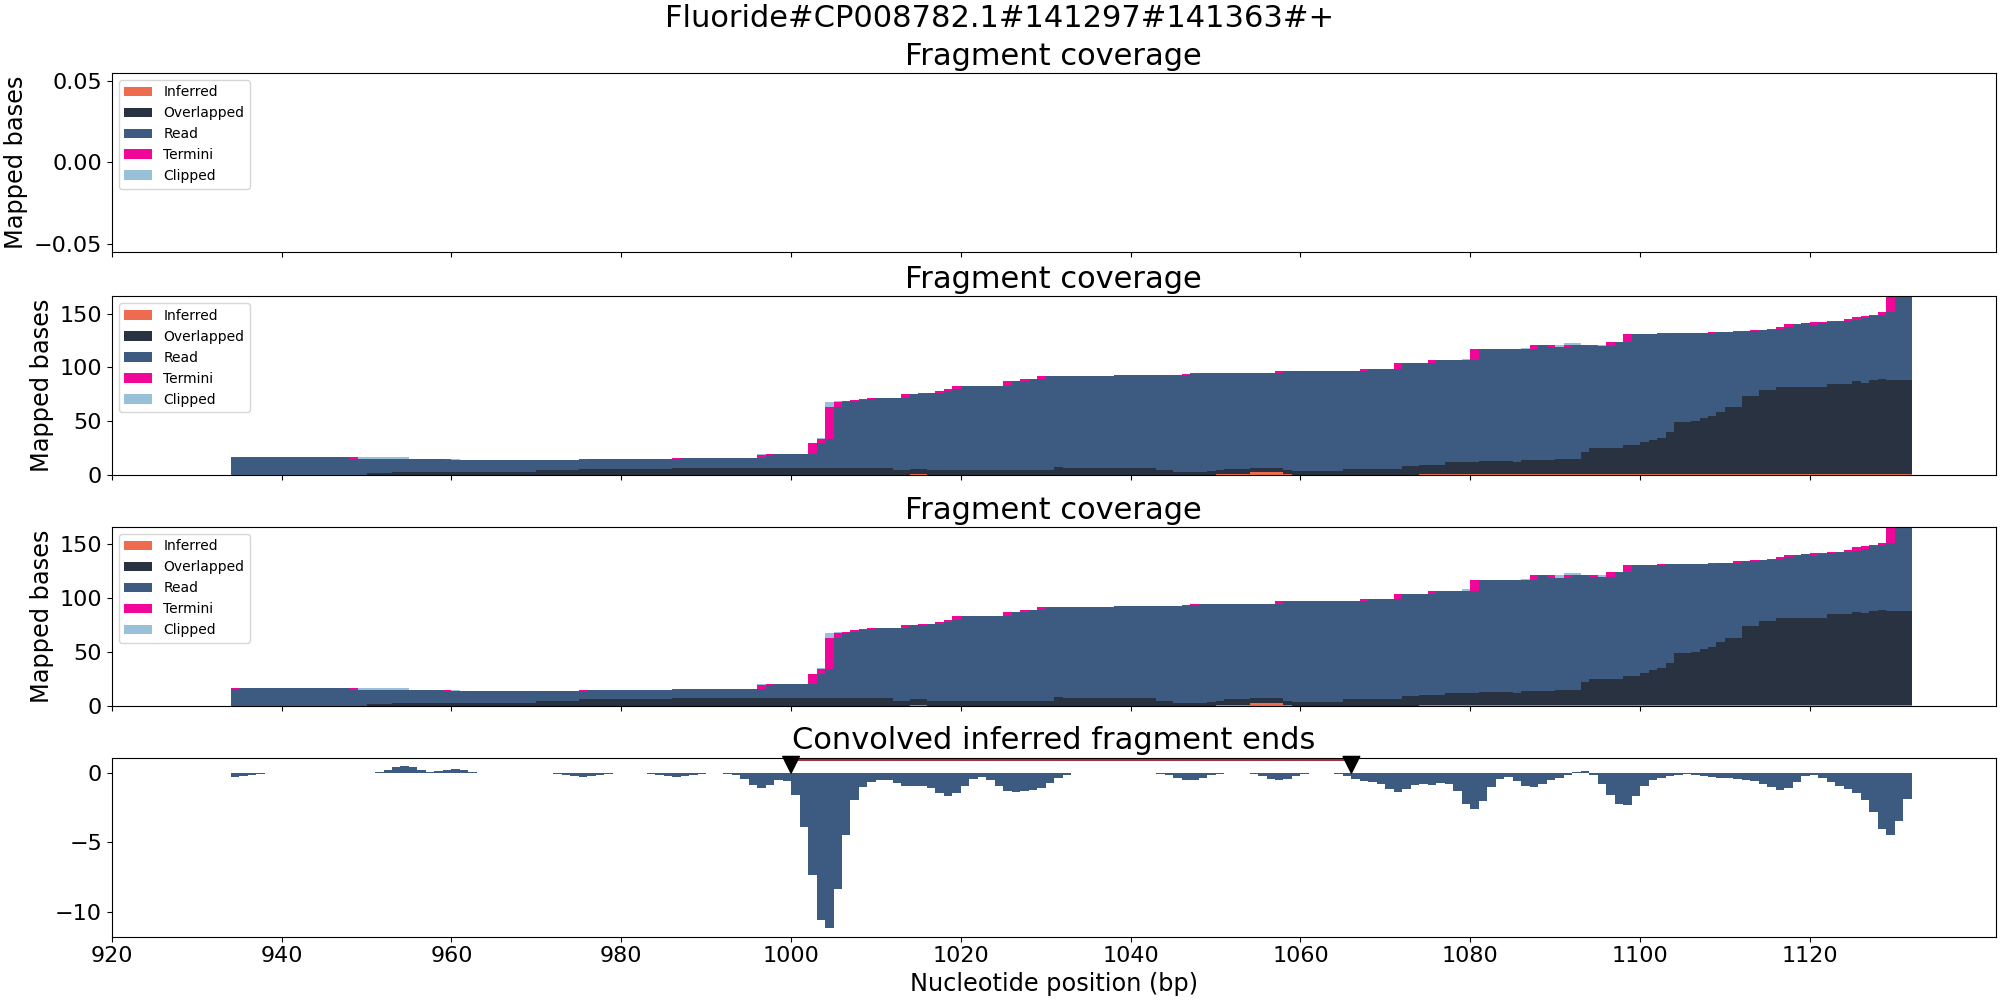 Fluoride#CP008782.1#141297#141363#+
Fragment coverage
Mapped bases
0.05
0.00
−0.05
Inferred
Overlapped
Read
Termini
Clipped
Fragment coverage
Mapped bases
150
100
50
0
Inferred
Overlapped
Read
Termini
Clipped
Fragment coverage
Mapped bases
150
100
50
0
Inferred
Overlapped
Read
Termini
Clipped
Convolved inferred fragment ends
0
−5
−10
920 940 960 980 1000 1020 1040 1060 1080 1100 1120
Nucleotide position (bp)